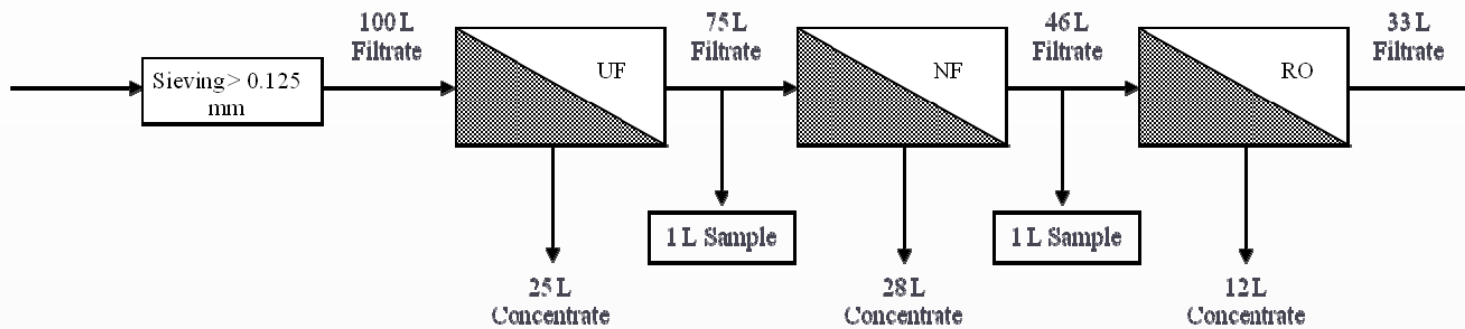 100 L
Filtrate
75 L
Filtrate
46 L
Filtrate
33 L
Filtrate
Sieving > 0.125
mm
UF
NF
RO
1 L Sample
1 L Sample
25 L
Concentrate
28 L
Concentrate
12 L
Concentrate